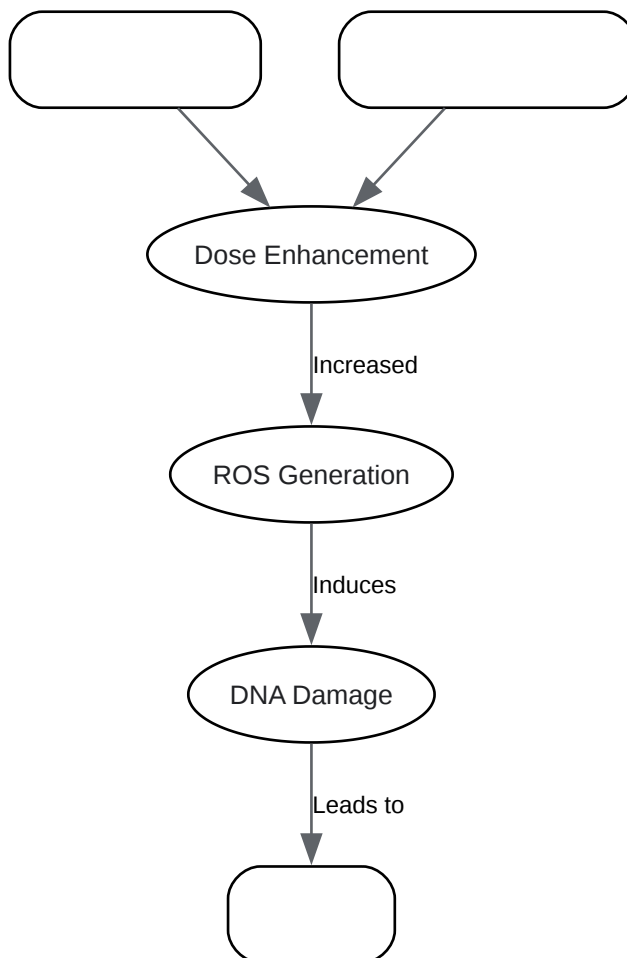 Dose Enhancement
Increased
ROS Generation
Induces
DNA Damage
Leads to